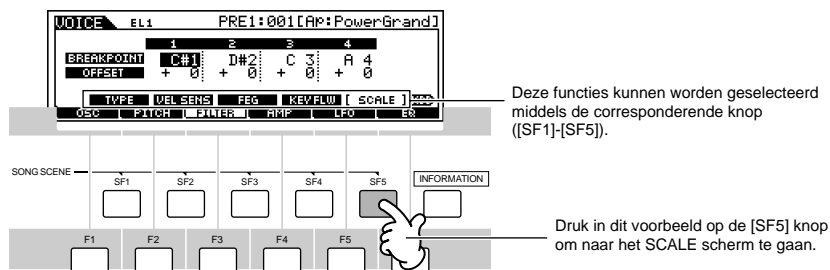 VOICE EL1 PRE1:001[AP:PowerGrand]
1 2 3 4
BREAKPOINT C#1 D#2 C 3 A 4
OFFSET + 0 + 0 + 0 + 0
TYPE VEL SENS FEG KEYFLW [ SCALE ]
OSC PITCH FILTER AMP LFO EQ
Deze functies kunnen worden geselecteerd
middels de corresponderende knop
([SF1]-[SF5]).
SONG SCENE
SF1 SF2 SF3 SF4 SF5 INFORMATION
Druk in dit voorbeeld op de [SF5] knop
om naar het SCALE scherm te gaan.
F1 F2 F3 F4 F5